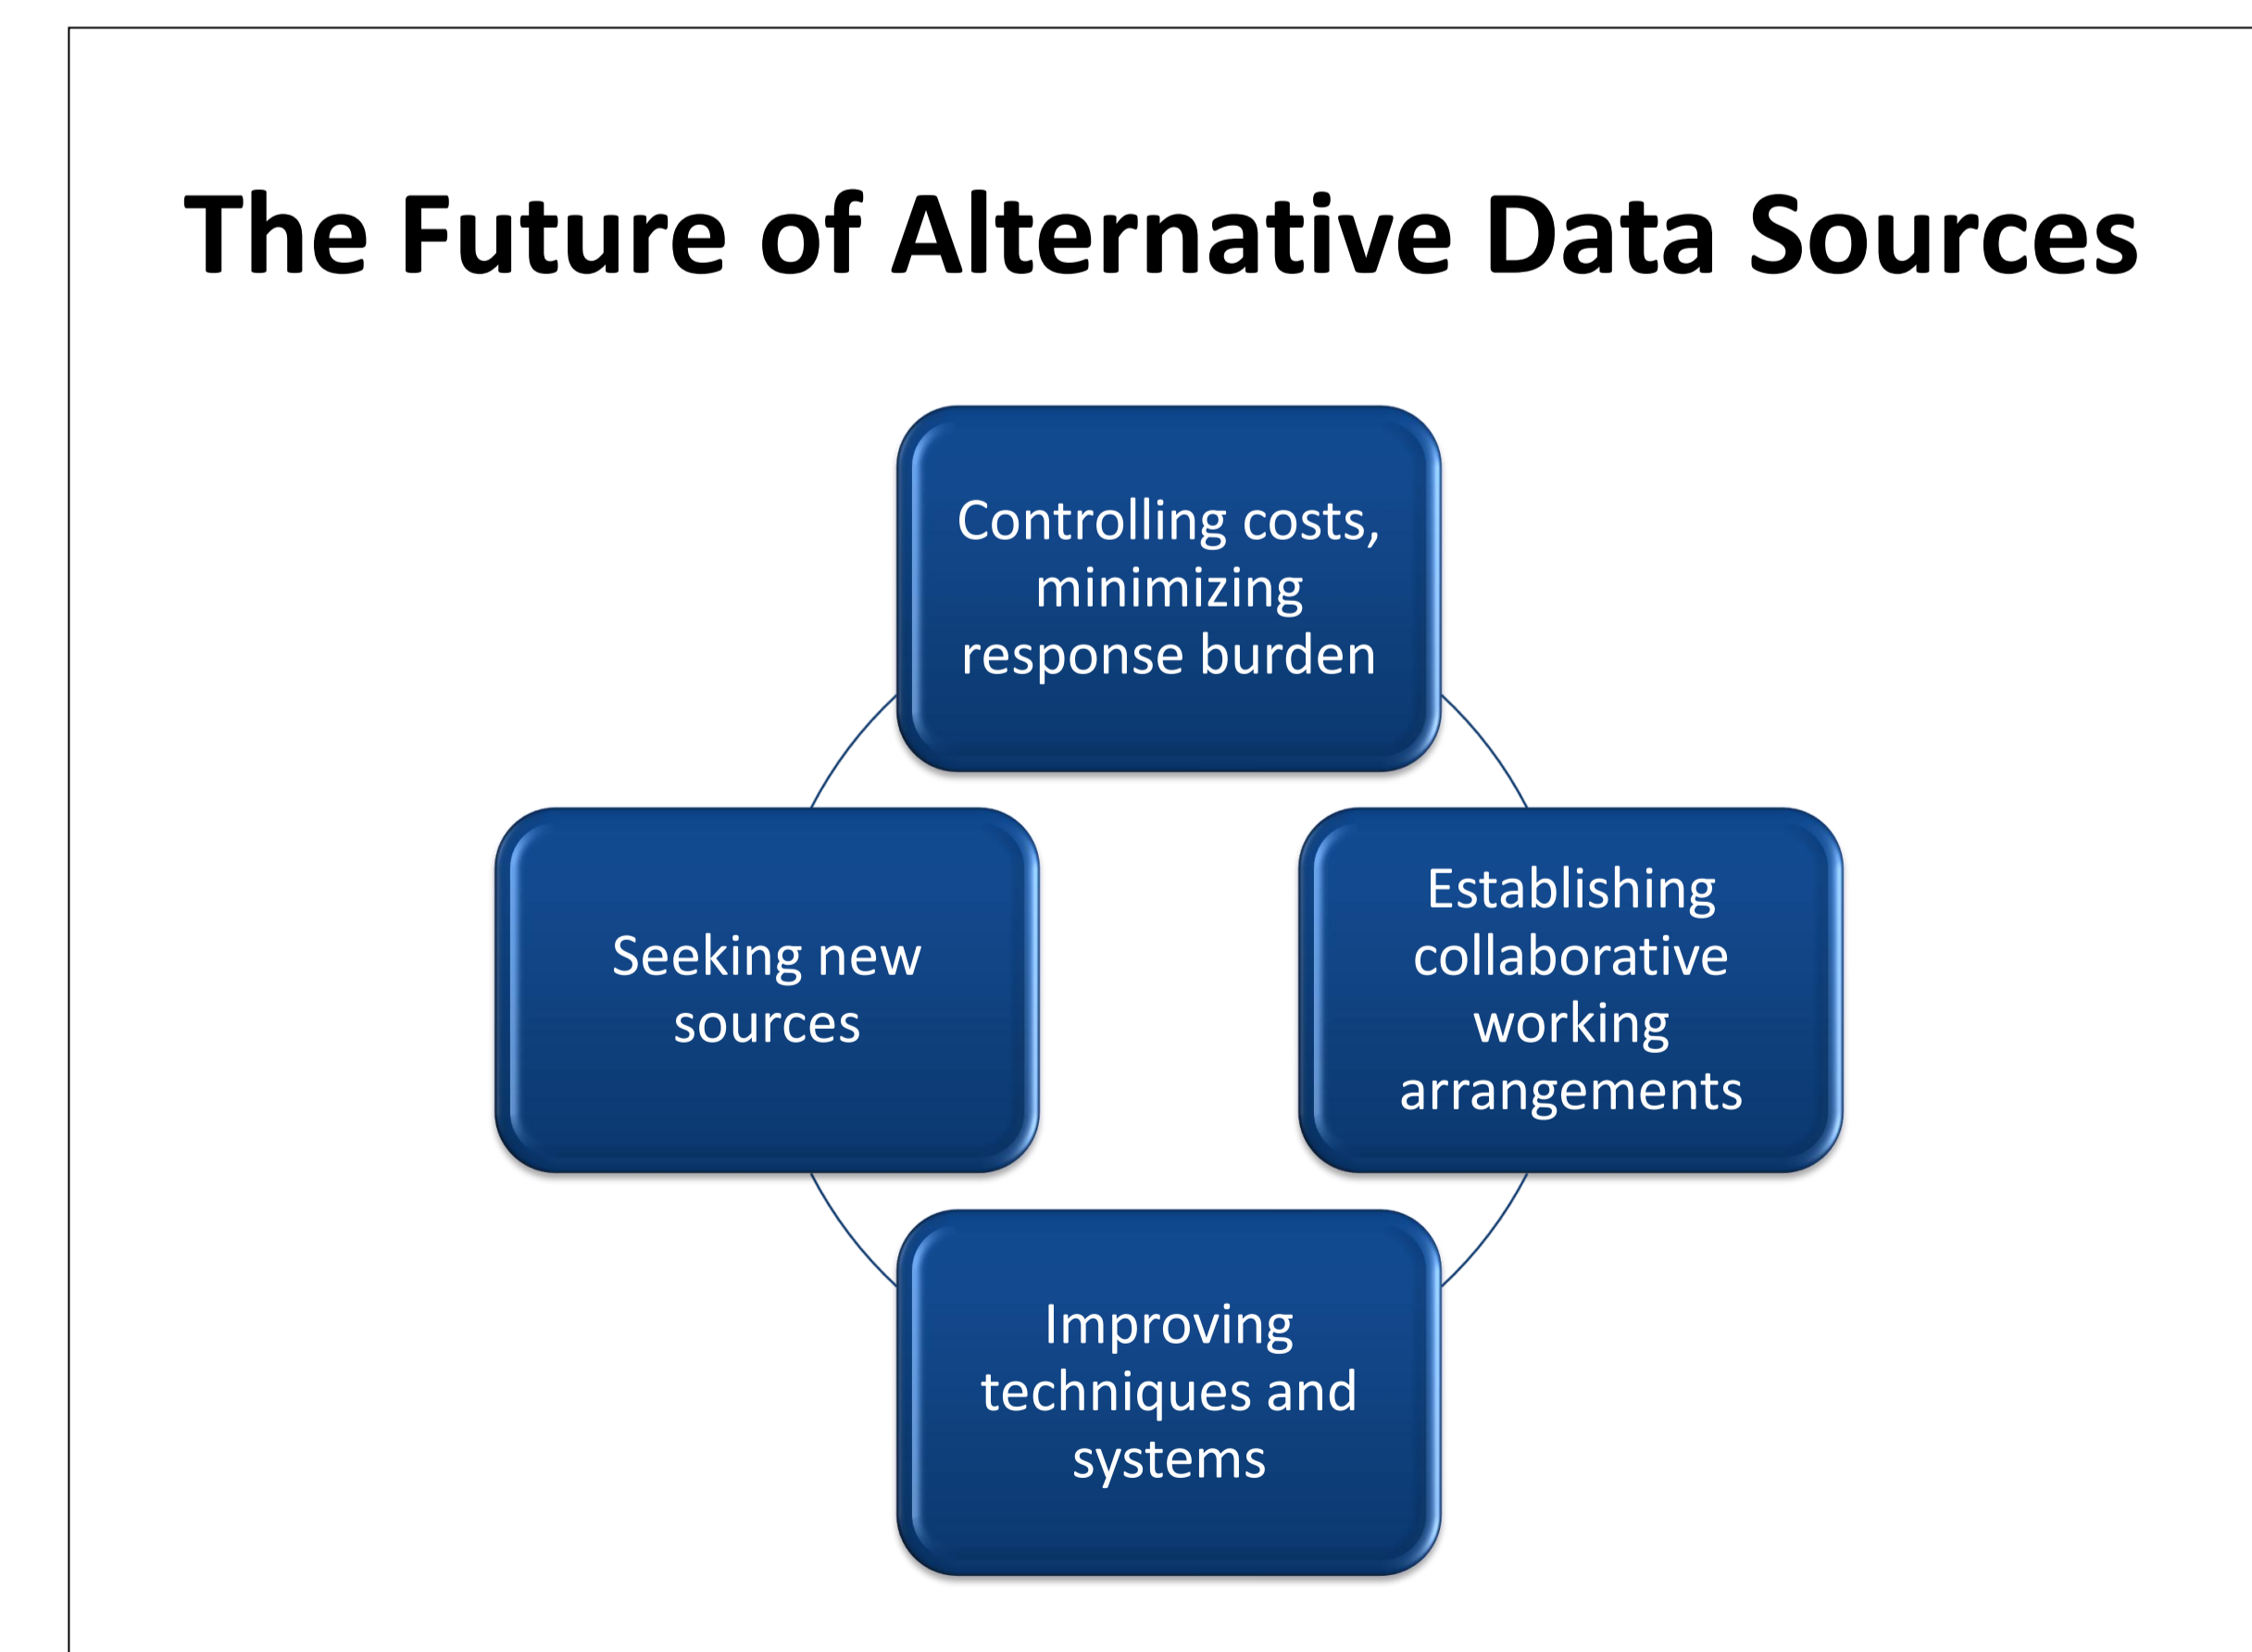 The Future of Alternative Data Sources
Controlling costs,
minimizing
response burden
Seeking new
sources
Establishing
collaborative
working
arrangements
Improving
techniques and
systems